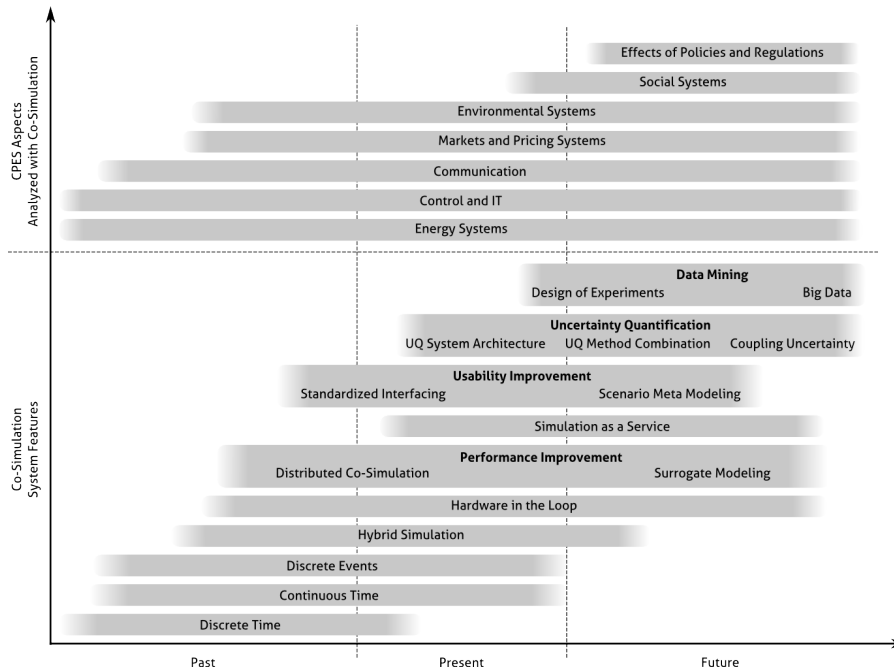 CPES Aspects
Analyzed with Co-Simulation
Effects of Policies and Regulations
Social Systems
Environmental Systems
Markets and Pricing Systems
Communication
Control and IT
Energy Systems
Co-Simulation
System Features
Data Mining
Design of Experiments Big Data
Uncertainty Quantification
UQ System Architecture UQ Method Combination Coupling Uncertainty
Usability Improvement
Standardized Interfacing Scenario Meta Modeling
Simulation as a Service
Performance Improvement
Distributed Co-Simulation Surrogate Modeling
Hardware in the Loop
Hybrid Simulation
Discrete Events
Continuous Time
Discrete Time
Past Present Future